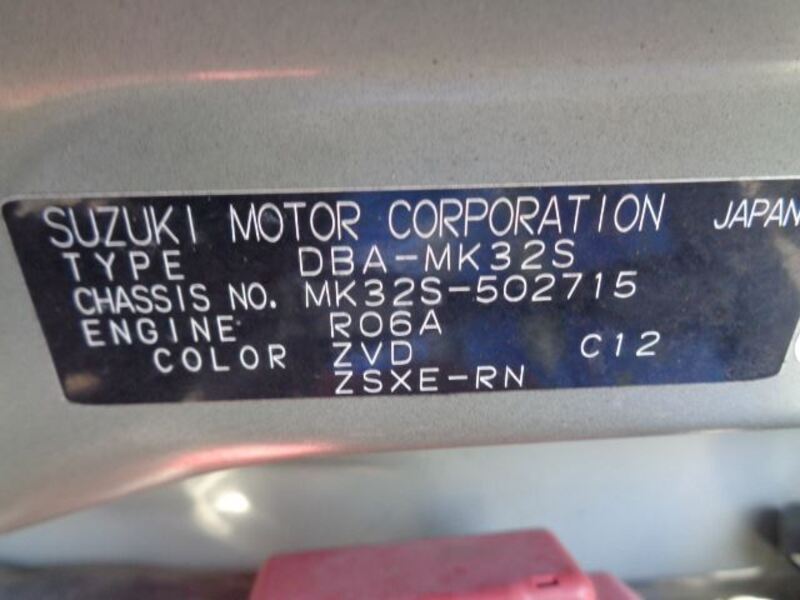 SUZUKI MOTOR CORPORATION JAPAN
TYPE DBA-MK32S
CHASSIS NO. MK32S-502715
ENGINE R06A
COLOR ZVD C12
ZSXE-RN